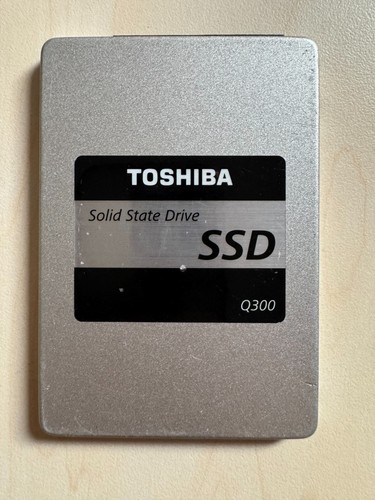 TOSHIBA
Solid State Drive
SSD
Q300